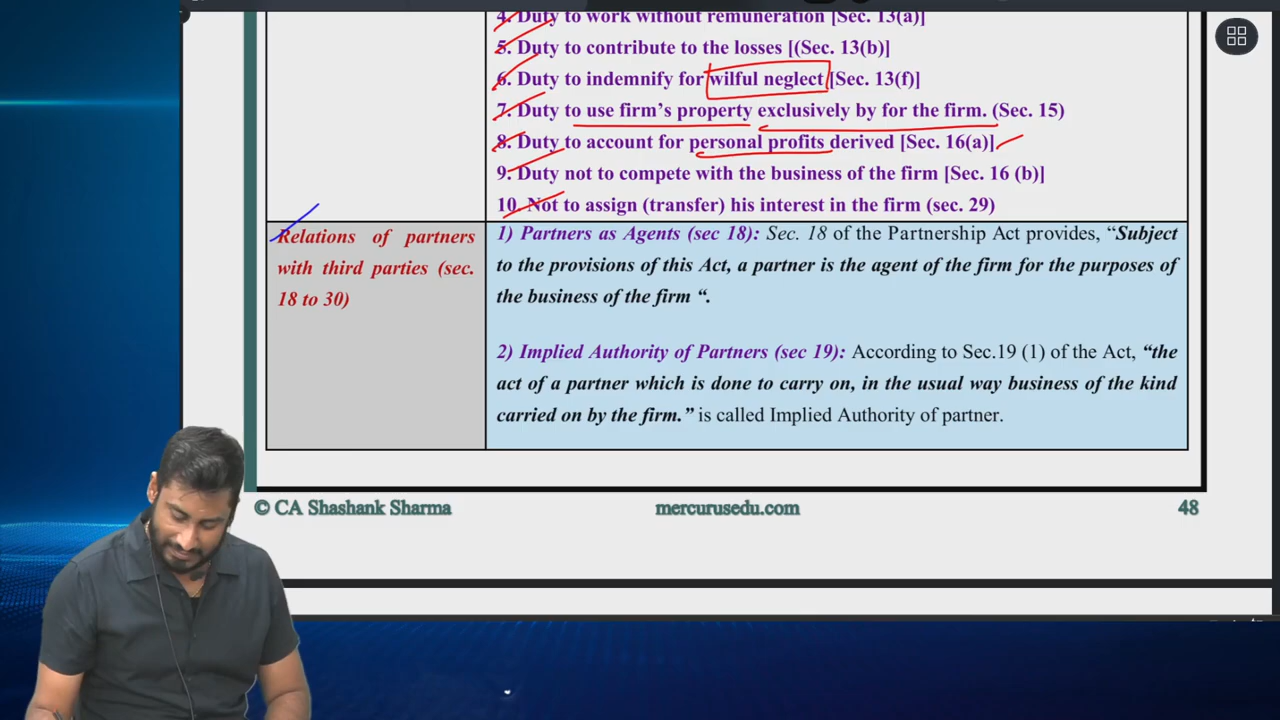 4. Duty to work without remuneration [Sec. 13(a)]
5. Duty to contribute to the losses [(Sec. 13(b)]
6. Duty to indemnify for wilful neglect [Sec. 13(f)]
7. Duty to use firm's property exclusively by for the firm. (Sec. 15)
8. Duty to account for personal profits derived [Sec. 16(a)]
9. Duty not to compete with the business of the firm [Sec. 16 (b)]
10. Not to assign (transfer) his interest in the firm (sec. 29)
Relations of partners
with third parties (sec.
18 to 30)
1) Partners as Agents (sec 18): Sec. 18 of the Partnership Act provides, “Subject
to the provisions of this Act, a partner is the agent of the firm for the purposes of
the business of the firm “.
2) Implied Authority of Partners (sec 19): According to Sec.19 (1) of the Act, “the
act of a partner which is done to carry on, in the usual way business of the kind
carried on by the firm.” is called Implied Authority of partner.
© CA Shashank Sharma
mercurusedu.com
48